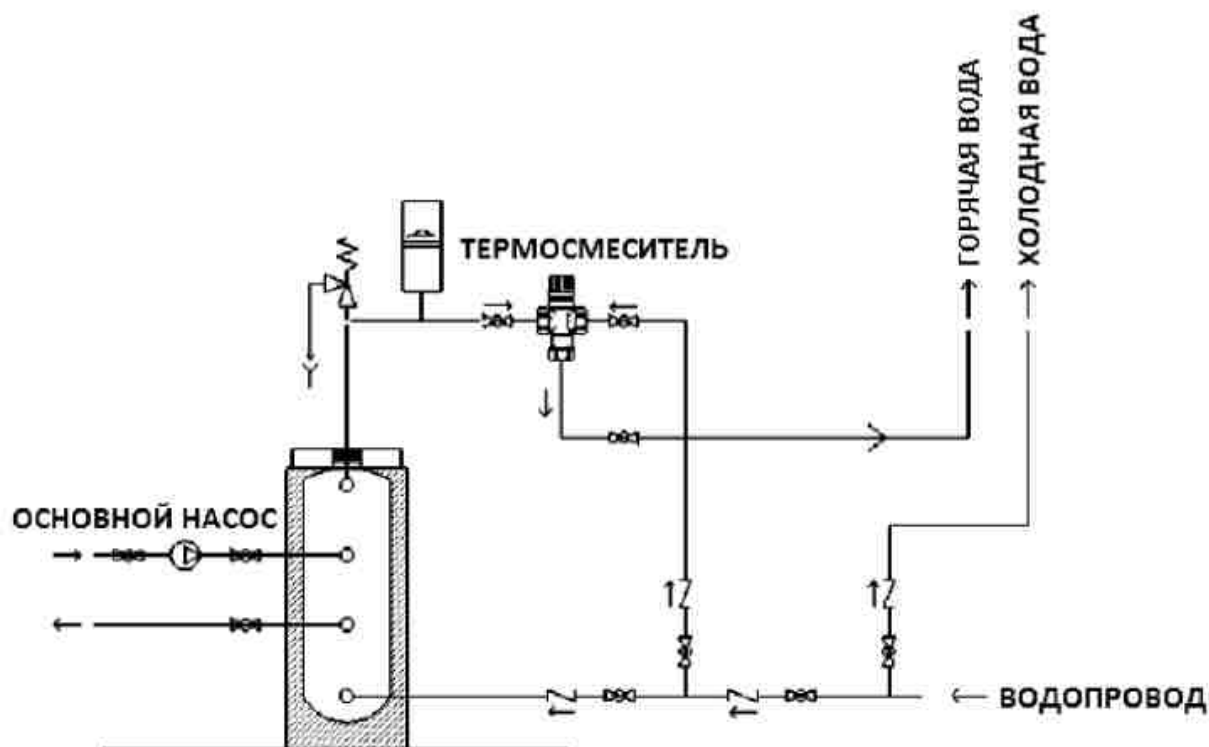 ГОРЯЧАЯ ВОДА
ХОЛОДНАЯ ВОДА
ТЕРМОСМЕСИТЕЛЬ
ОСНОВНОЙ НАСОС
ВОДОПРОВОД